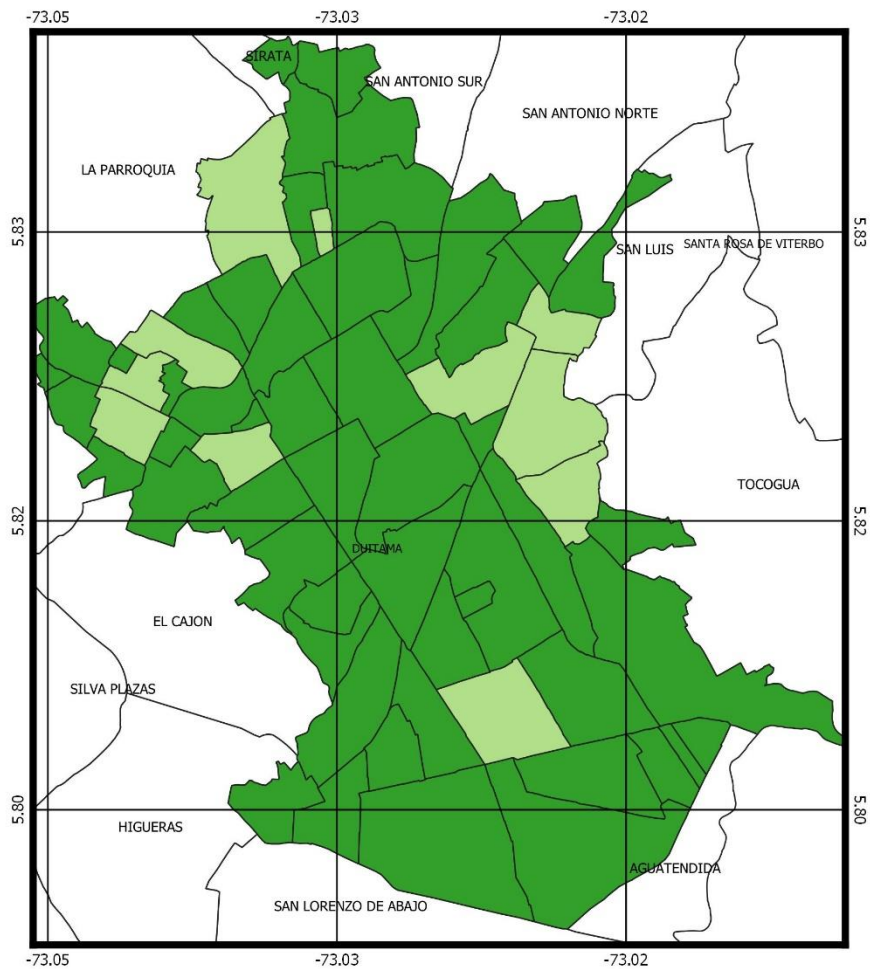 -73.05 -73.03 -73.02
SIRATA
SAN ANTONIO SUR
SAN ANTONIO NORTE
LA PARROQUIA
5.83 5.83
SAN LUIS
SANTA ROSA DE VITERBO
TOCOGUA
5.82 5.82
DUITAMA
EL CAJON
SILVA PLAZAS
5.80 5.80
HIGUERAS
AGUATENDIDA
SAN LORENZO DE ABAJO
-73.05 -73.03 -73.02